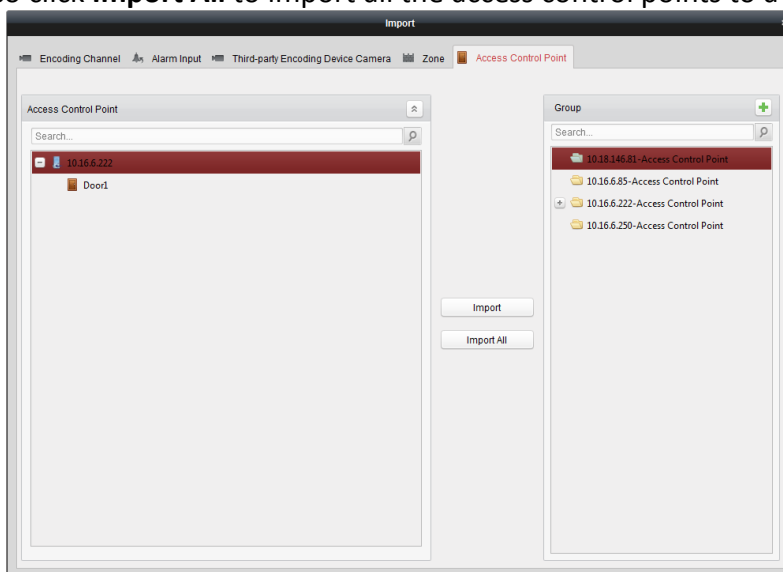 click Import All to import all the access control points to a
Import
Encoding Channel Alarm Input Third-party Encoding Device Camera Zone Access Control Point
Access Control Point
Search...
10.16.6.222
Door1
Import
Import All
Group
Search...
10.18.146.81-Access Control Point
10.16.6.85-Access Control Point
10.16.6.222-Access Control Point
10.16.6.250-Access Control Point